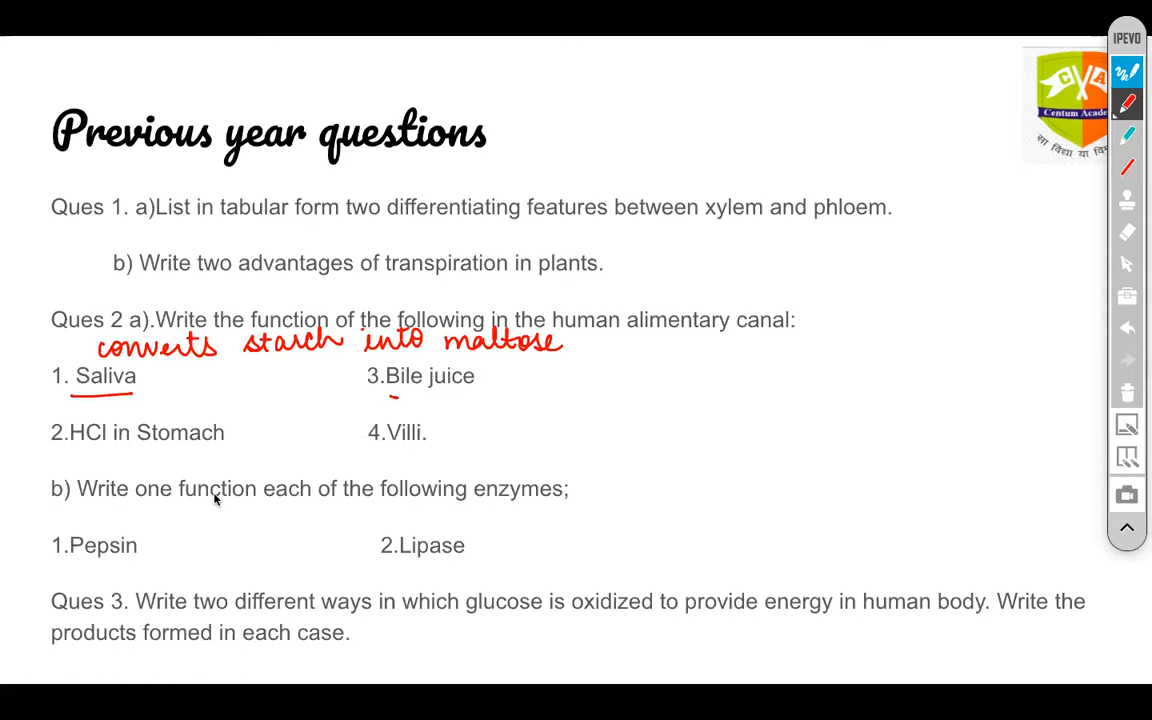 IPEVO
C A
Centum Acade
सा विद्या या विम
Previous year questions
Ques 1. a)List in tabular form two differentiating features between xylem and phloem.
b) Write two advantages of transpiration in plants.
Ques 2 a).Write the function of the following in the human alimentary canal:
converts starch into maltose
1. Saliva 3.Bile juice
2.HCl in Stomach 4.Villi.
b) Write one function each of the following enzymes;
1.Pepsin 2.Lipase
Ques 3. Write two different ways in which glucose is oxidized to provide energy in human body. Write the
products formed in each case.